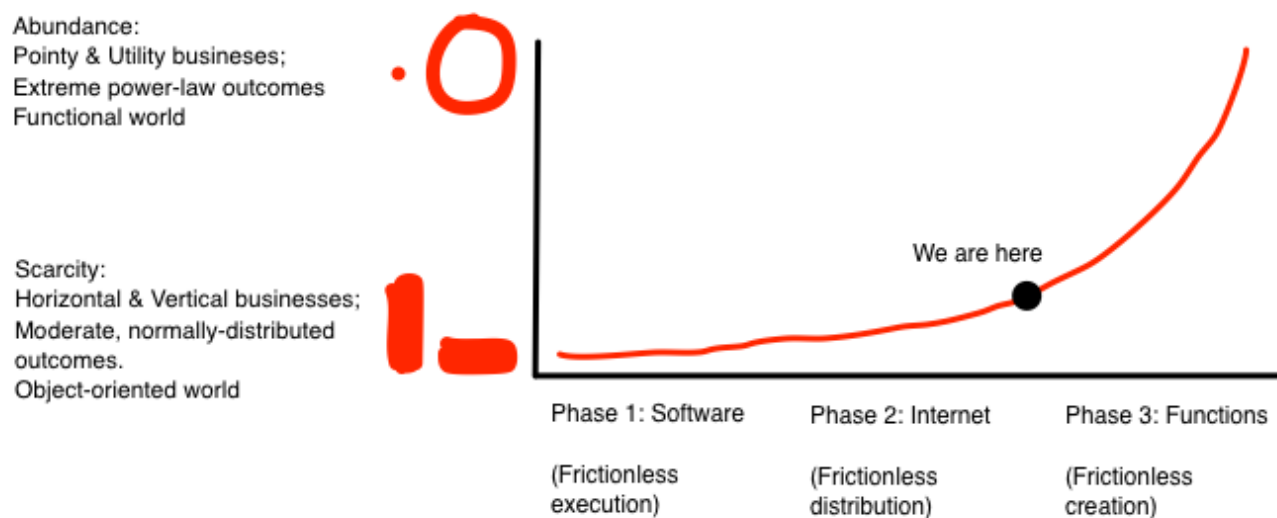 Abundance:
Pointy & Utility busineses;
Extreme power-law outcomes
Functional world
We are here
Scarcity:
Horizontal & Vertical businesses;
Moderate, normally-distributed
outcomes.
Object-oriented world
Phase 1: Software
(Frictionless
execution)
Phase 2: Internet
(Frictionless
distribution)
Phase 3: Functions
(Frictionless
creation)